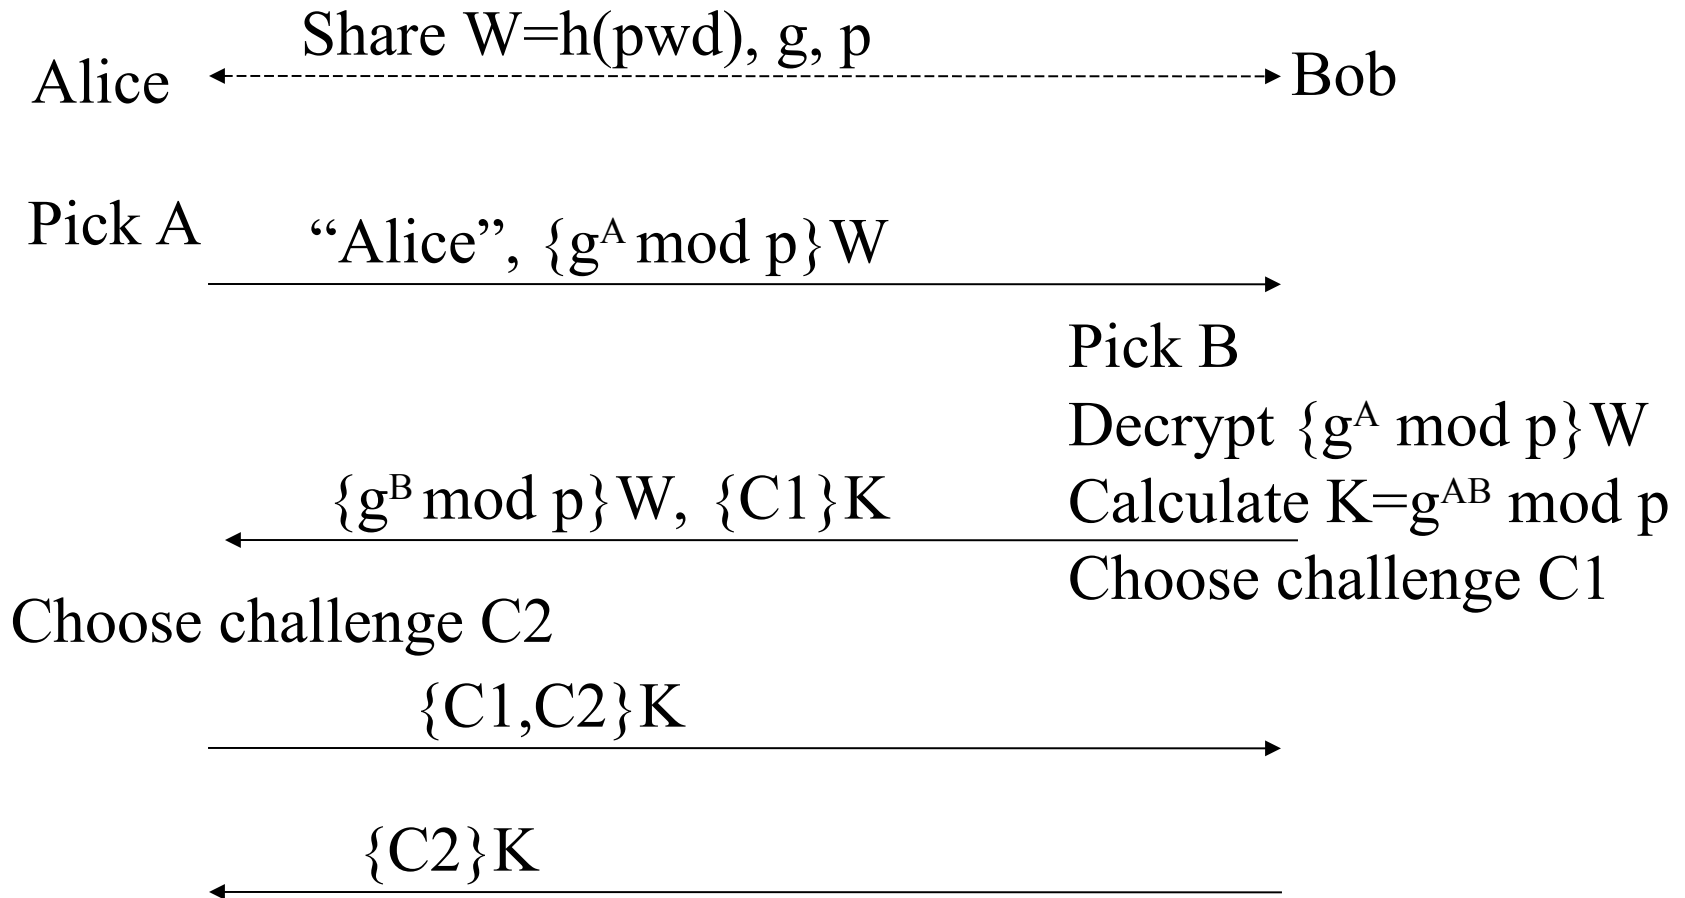 Share W=h(pwd), g, p
Alice
Bob
Pick A
“Alice”, {gᴬ mod p}W
Pick B
Decrypt {gᴬ mod p}W
Calculate K=gᴬᴮ mod p
{gᴮ mod p}W, {C1}K
Choose challenge C1
Choose challenge C2
{C1,C2}K
{C2}K